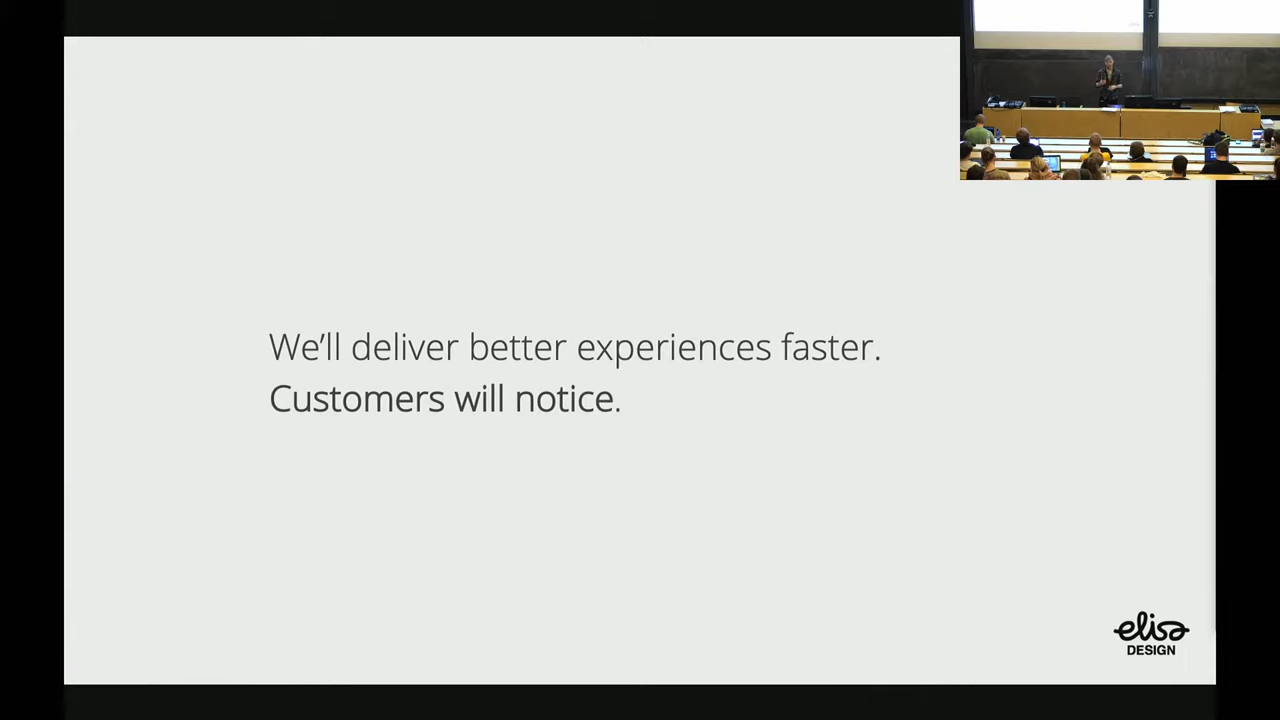 We'll deliver better experiences faster.
Customers will notice.
elisa
DESIGN